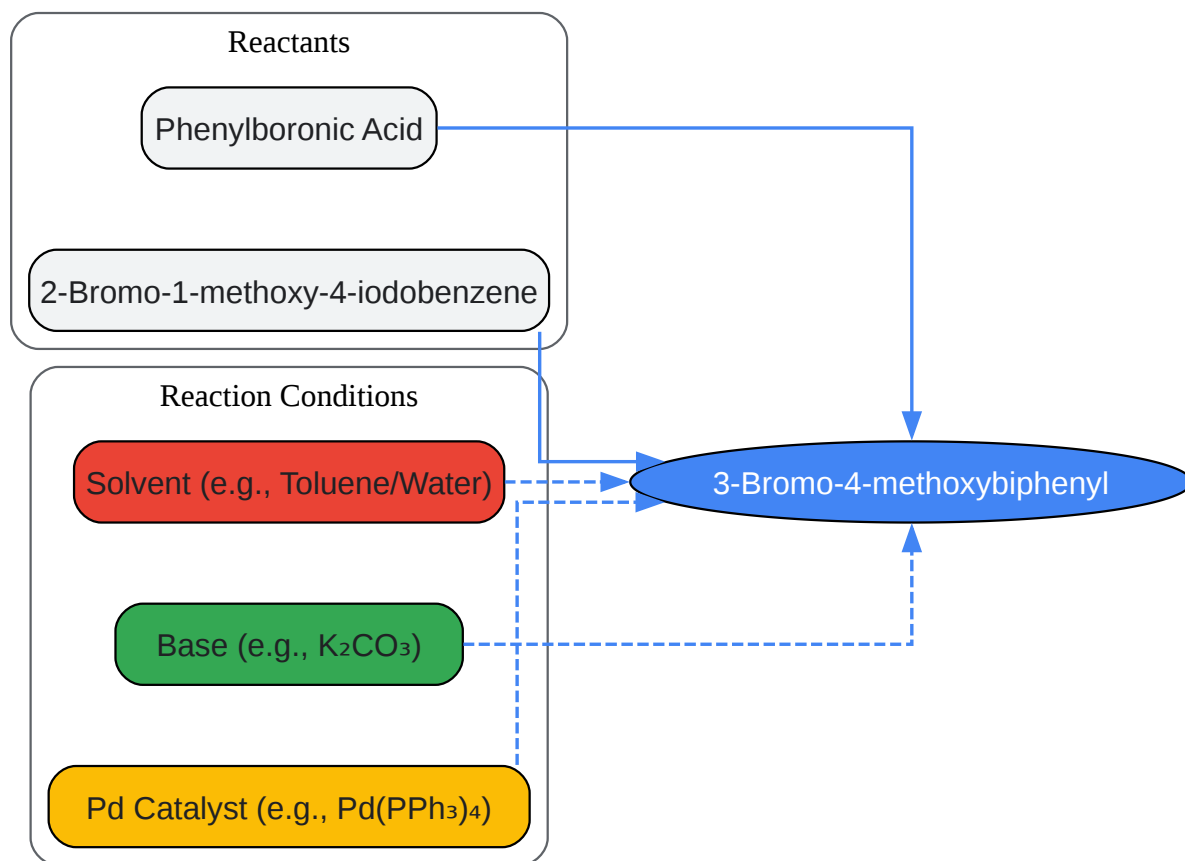 Reactants
Phenylboronic Acid
2-Bromo-1-methoxy-4-iodobenzene
Reaction Conditions
Solvent (e.g., Toluene/Water)
3-Bromo-4-methoxybiphenyl
Base (e.g., K₂CO₃)
Pd Catalyst (e.g., Pd(PPh₃)₄)